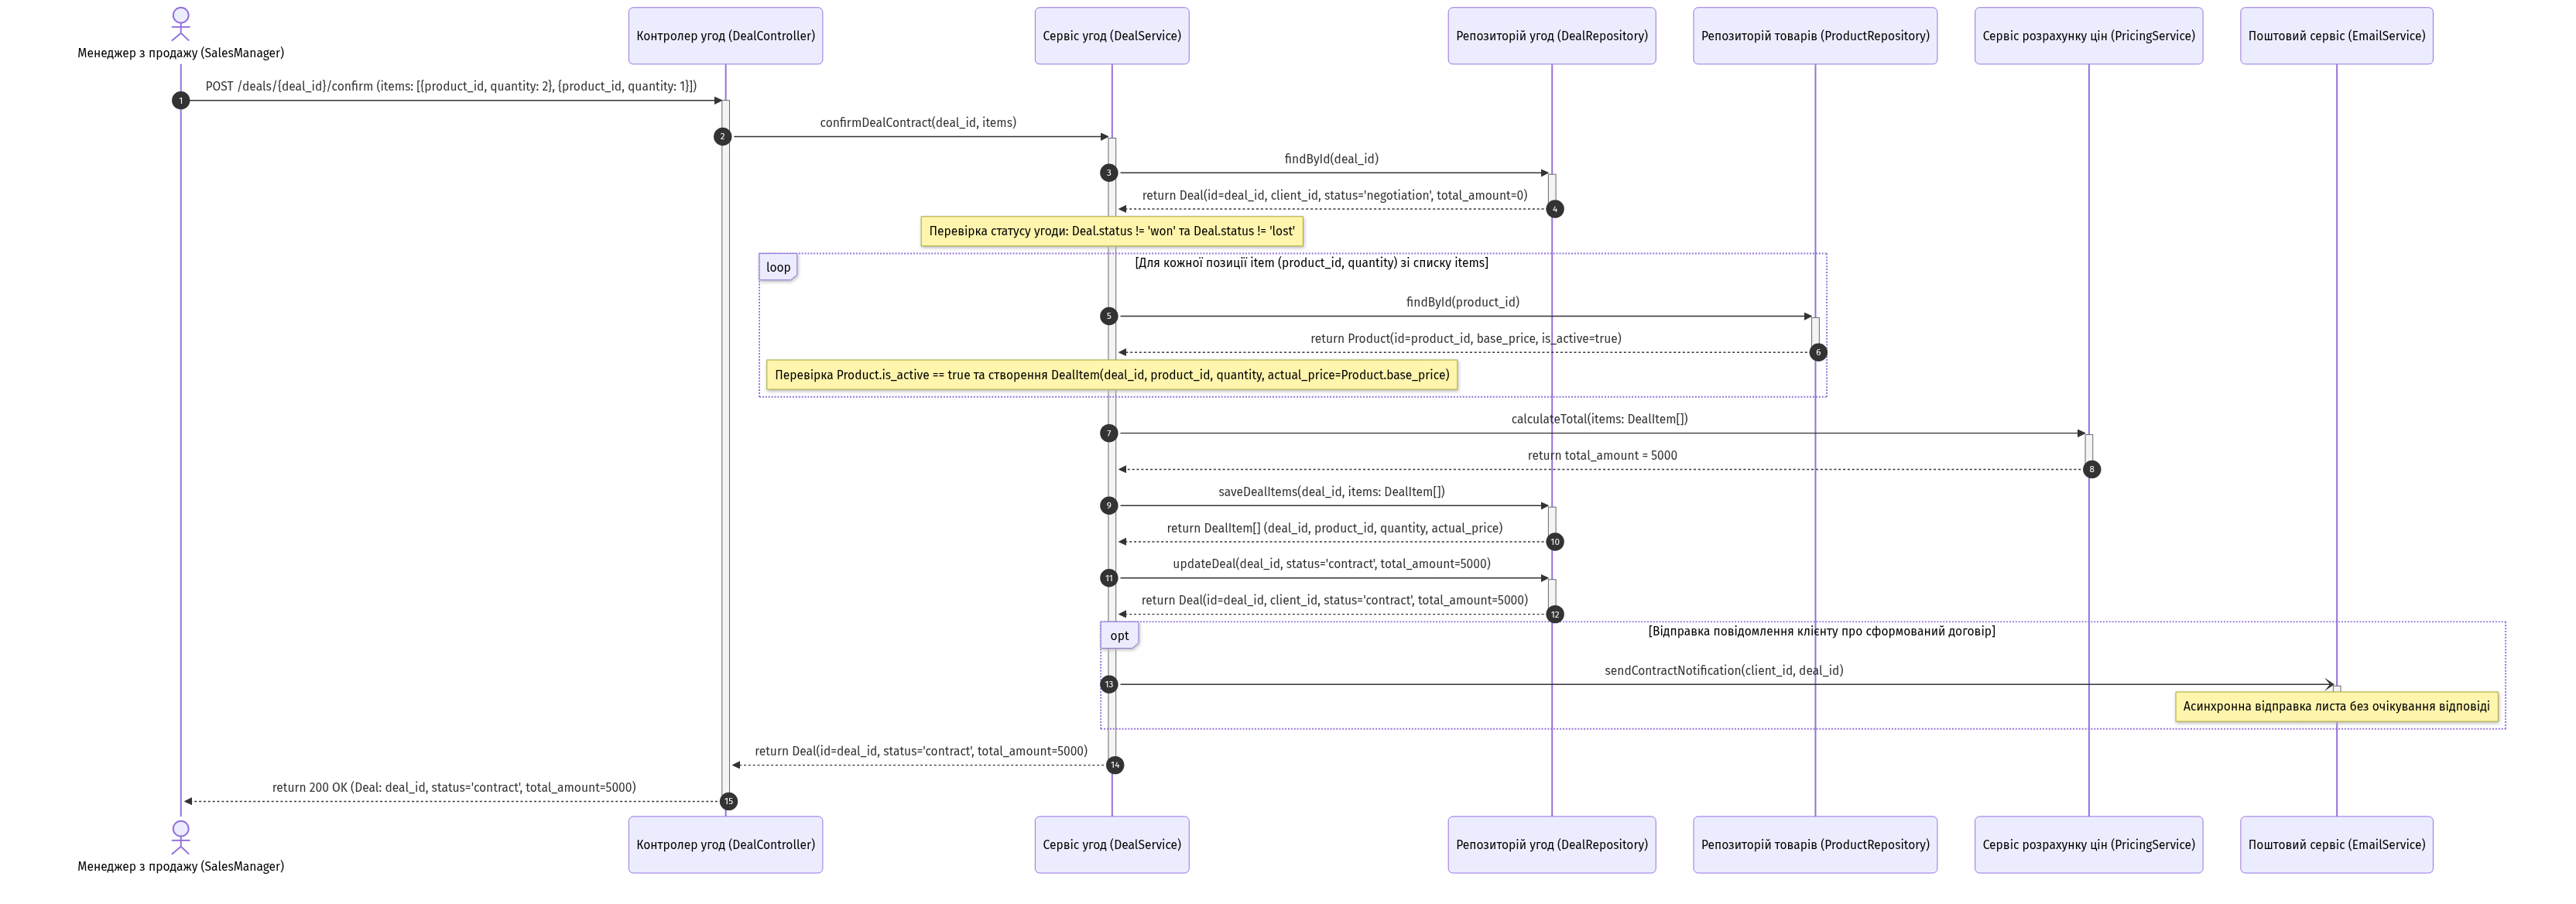 Менеджер з продажу (SalesManager)
Контролер угод (DealController)
Сервіс угод (DealService)
Репозиторій угод (DealRepository)
Репозиторій товарів (ProductRepository)
Сервіс розрахунку цін (PricingService)
Поштовий сервіс (EmailService)
POST /deals/{deal_id}/confirm (items: [{product_id, quantity: 2}, {product_id, quantity: 1}])
1
confirmDealContract(deal_id, items)
2
findById(deal_id)
3
return Deal(id=deal_id, client_id, status='negotiation', total_amount=0)
4
Перевірка статусу угоди: Deal.status != 'won' та Deal.status != 'lost'
loop
[Для кожної позиції item (product_id, quantity) зі списку items]
findById(product_id)
5
return Product(id=product_id, base_price, is_active=true)
6
Перевірка Product.is_active == true та створення DealItem(deal_id, product_id, quantity, actual_price=Product.base_price)
calculateTotal(items: DealItem[])
7
return total_amount = 5000
8
saveDealItems(deal_id, items: DealItem[])
9
return DealItem[] (deal_id, product_id, quantity, actual_price)
10
updateDeal(deal_id, status='contract', total_amount=5000)
11
return Deal(id=deal_id, client_id, status='contract', total_amount=5000)
12
opt
[Відправка повідомлення клієнту про сформований договір]
sendContractNotification(client_id, deal_id)
13
Асинхронна відправка листа без очікування відповіді
return Deal(id=deal_id, status='contract', total_amount=5000)
14
return 200 OK (Deal: deal_id, status='contract', total_amount=5000)
15
Менеджер з продажу (SalesManager)
Контролер угод (DealController)
Сервіс угод (DealService)
Репозиторій угод (DealRepository)
Репозиторій товарів (ProductRepository)
Сервіс розрахунку цін (PricingService)
Поштовий сервіс (EmailService)